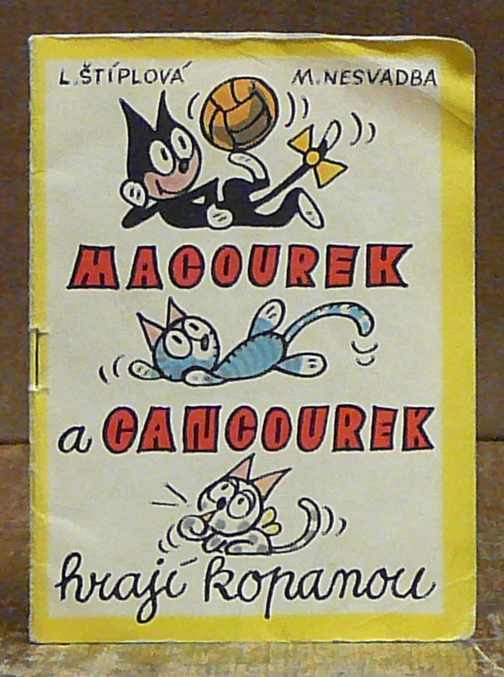 L. ŠTÍPLOVÁ M. NESVADBA
MACOUREK
a CANCOUREK
hrají kopanou